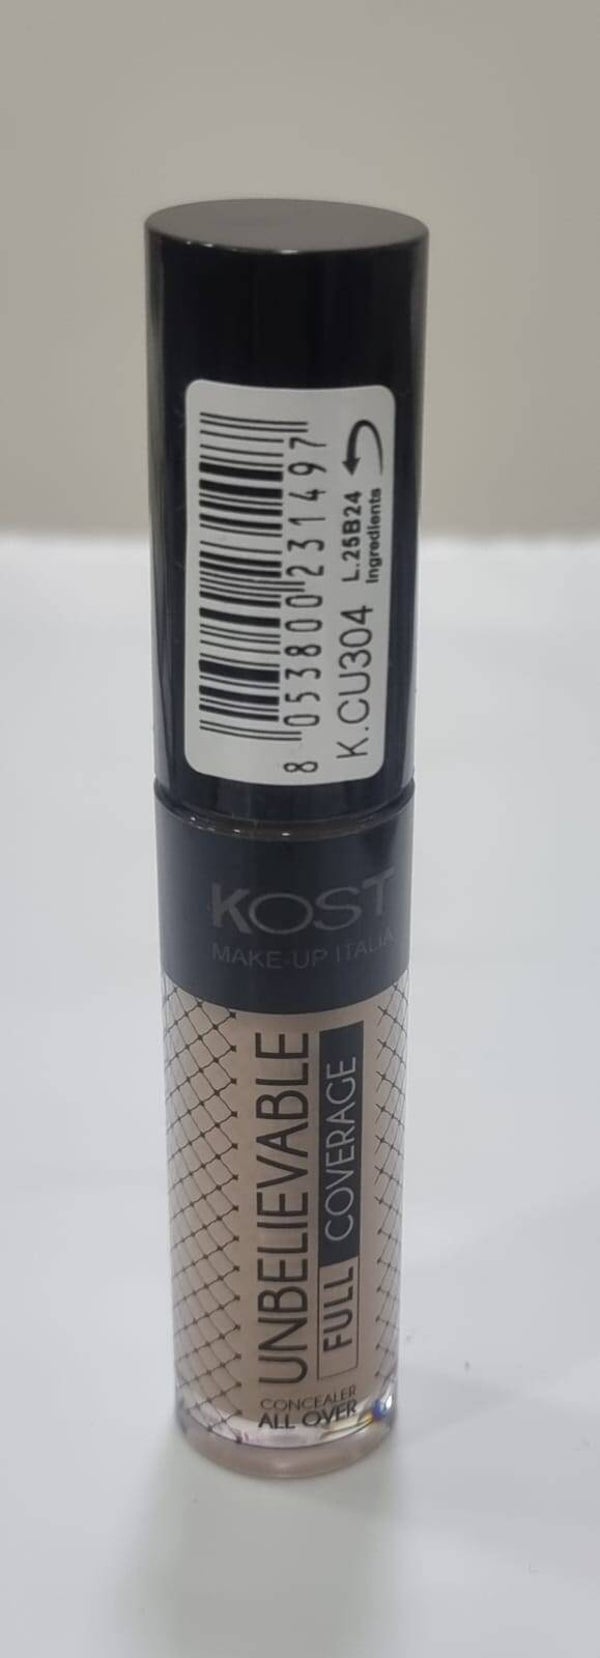 8 053800 231497
K.CU304 L.25B24
Ingredients
KOST
MAKE-UP ITALIA
UNBELIEVABLE
FULL COVERAGE
CONCEALER
ALL OVER